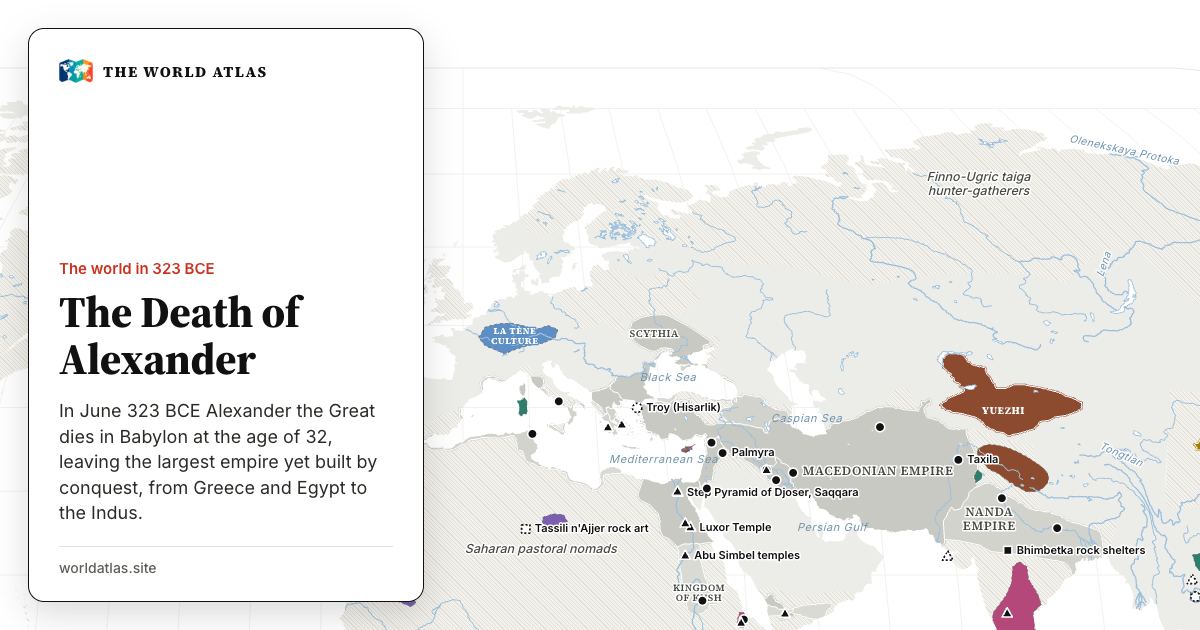 THE WORLD ATLAS
The world in 323 BCE
The Death of
Alexander
In June 323 BCE Alexander the Great
dies in Babylon at the age of 32,
leaving the largest empire yet built by
conquest, from Greece and Egypt to
the Indus.
worldatlas.site
Olenekskaya Protoka
Finno-Ugric taiga
hunter-gatherers
Lena
LA TÈNE
CULTURE
SCYTHIA
Black Sea
Troy (Hisarlik)
Caspian Sea
YUEZHI
Tongtian
Mediterranean Sea
Palmyra
MACEDONIAN EMPIRE
Taxila
Step Pyramid of Djoser, Saqqara
NANDA
EMPIRE
Tassili n'Ajjer rock art
Luxor Temple
Persian Gulf
Saharan pastoral nomads
Abu Simbel temples
Bhimbetka rock shelters
KINGDOM
OF KUSH